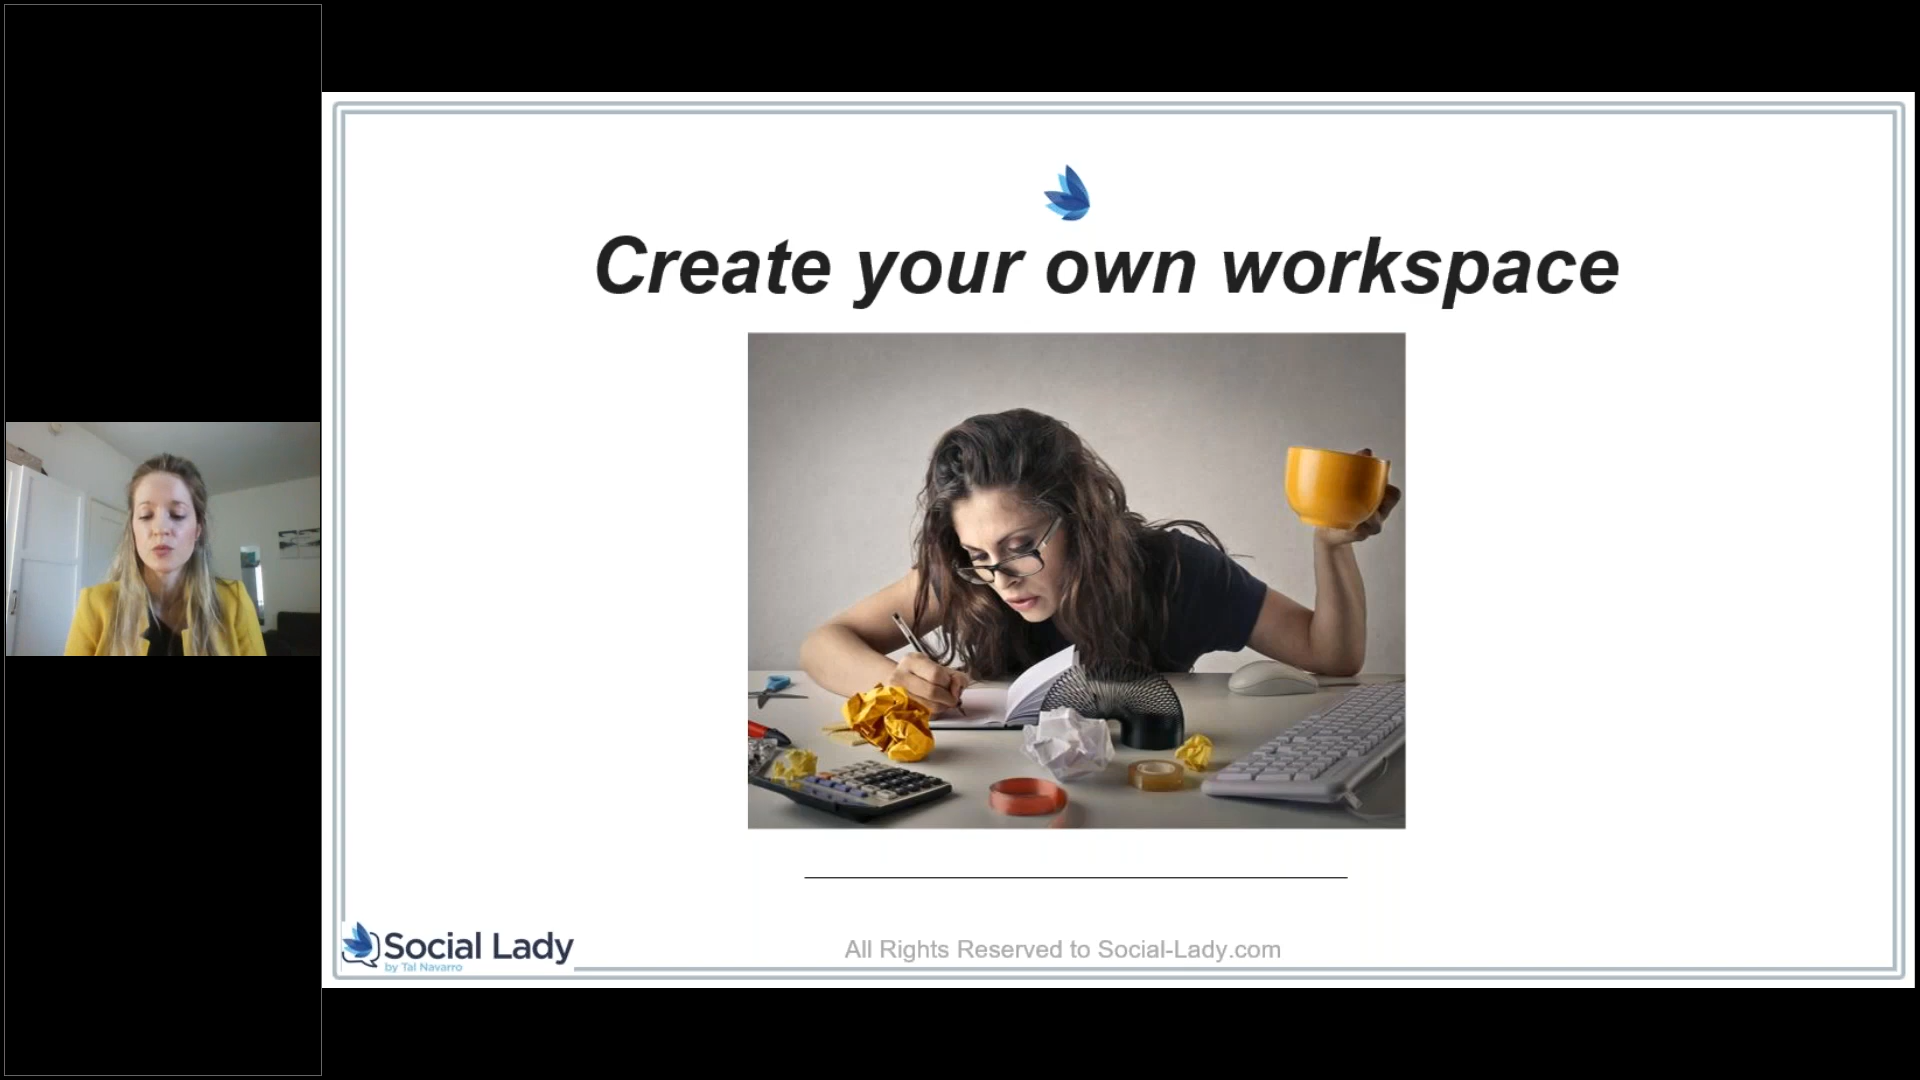 Create your own workspace
Social Lady
by Tal Navarro
All Rights Reserved to Social-Lady.com